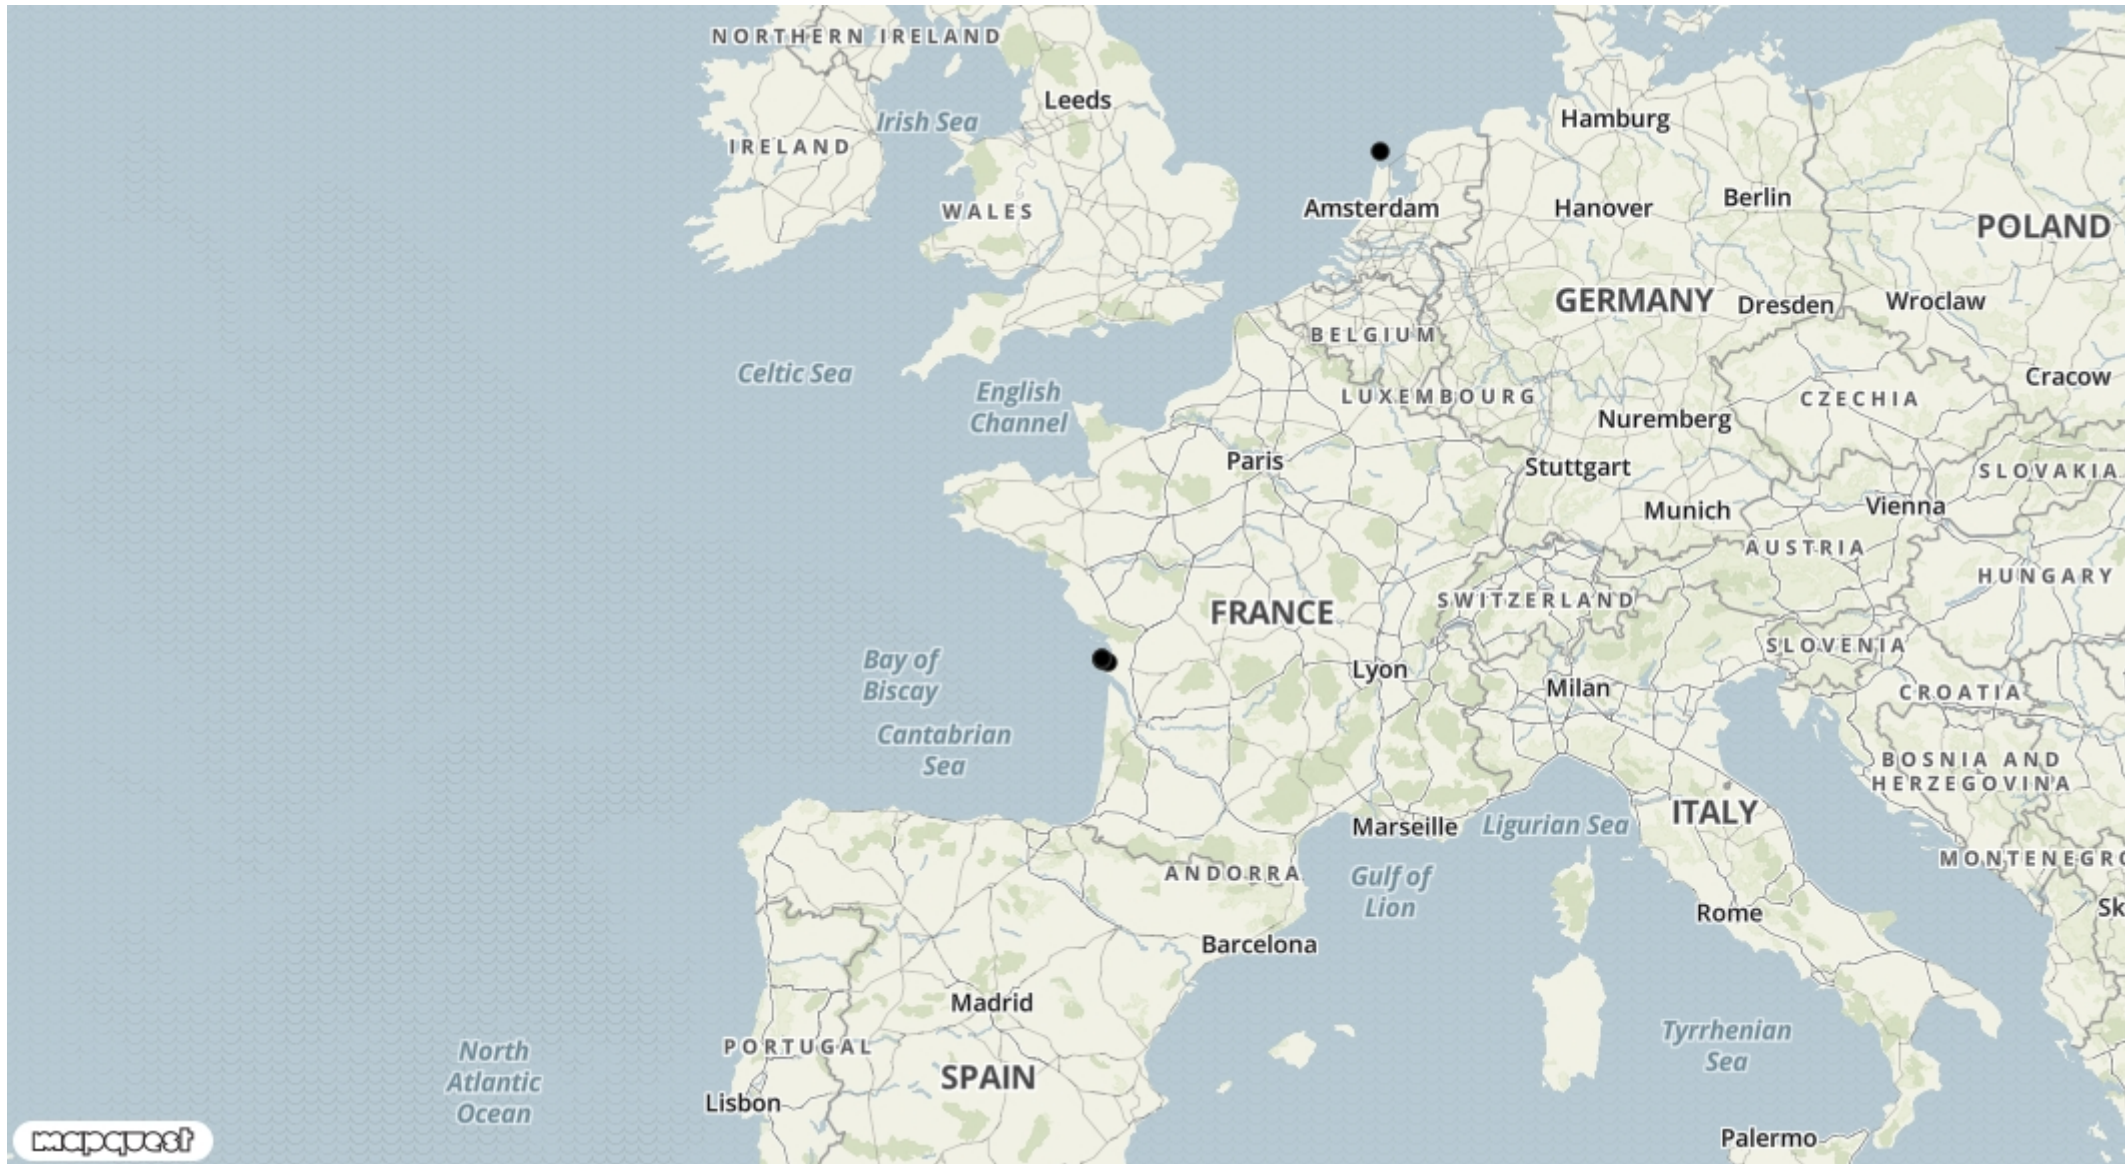 NORTHERN IRELAND
Leeds
Irish Sea
IRELAND
Hamburg
WALES
Amsterdam
Hanover
Berlin
POLAND
GERMANY
Dresden
Wroclaw
BELGIUM
Celtic Sea
English
Channel
LUXEMBOURG
Cracow
CZECHIA
Nuremberg
Paris
Stuttgart
SLOVAKIA
Munich
Vienna
AUSTRIA
HUNGARY
SWITZERLAND
FRANCE
SLOVENIA
Bay of
Biscay
Lyon
Milan
CROATIA
Cantabrian
Sea
BOSNIA AND
HERZEGOVINA
ITALY
Marseille
Ligurian Sea
MONTENEGRO
ANDORRA
Gulf of
Lion
Sk
Rome
Barcelona
Madrid
Tyrrhenian
Sea
PORTUGAL
North
Atlantic
Ocean
SPAIN
Lisbon
Palermo
mapquest